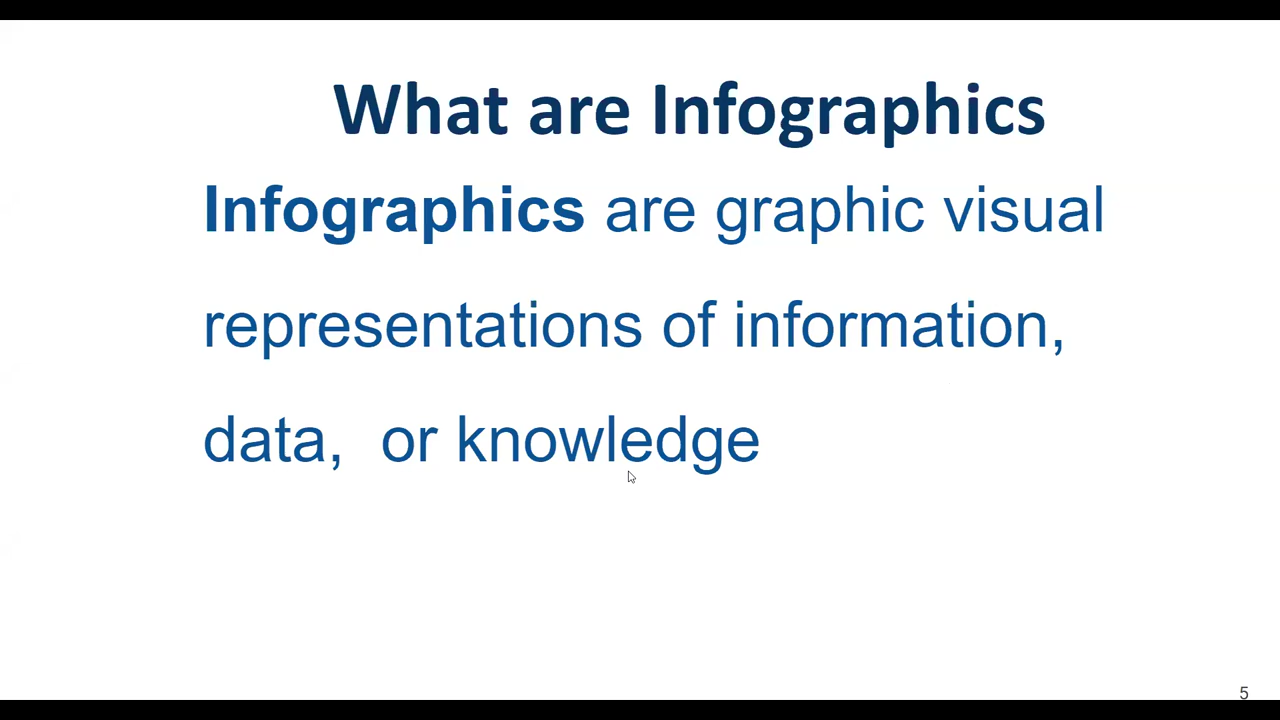 What are Infographics
Infographics are graphic visual
representations of information,
data,  or knowledge
5